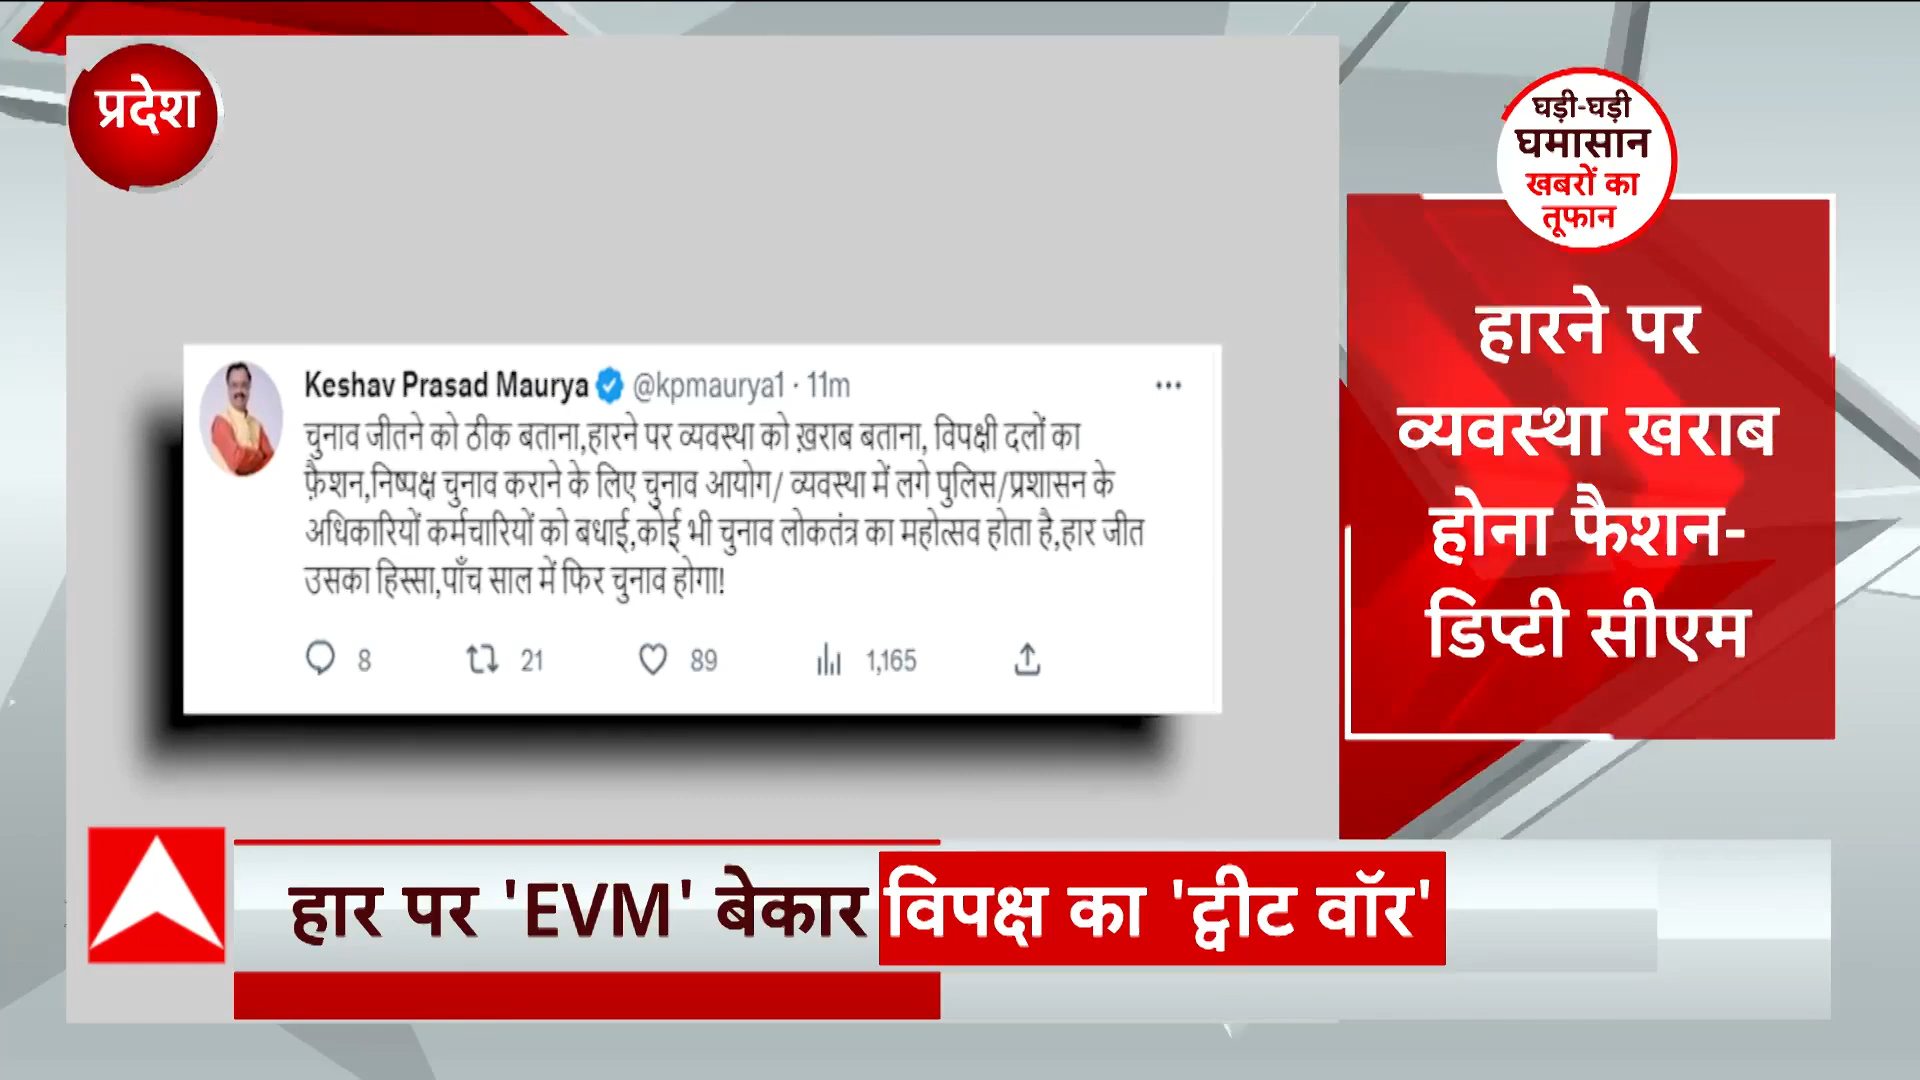 प्रदेश
घड़ी-घड़ी
घमासान
खबरों का
तूफान
Keshav Prasad Maurya @kpmaurya1 · 11m
चुनाव जीतने को ठीक बताना,हारने पर व्यवस्था को ख़राब बताना, विपक्षी दलों का
फ़ैशन,निष्पक्ष चुनाव कराने के लिए चुनाव आयोग/ व्यवस्था में लगे पुलिस/प्रशासन के
अधिकारियों कर्मचारियों को बधाई,कोई भी चुनाव लोकतंत्र का महोत्सव होता है,हार जीत
उसका हिस्सा,पाँच साल में फिर चुनाव होगा!
8 21 89 1,165
हारने पर
व्यवस्था खराब
होना फैशन-
डिप्टी सीएम
हार पर 'EVM' बेकार विपक्ष का 'ट्वीट वॉर'